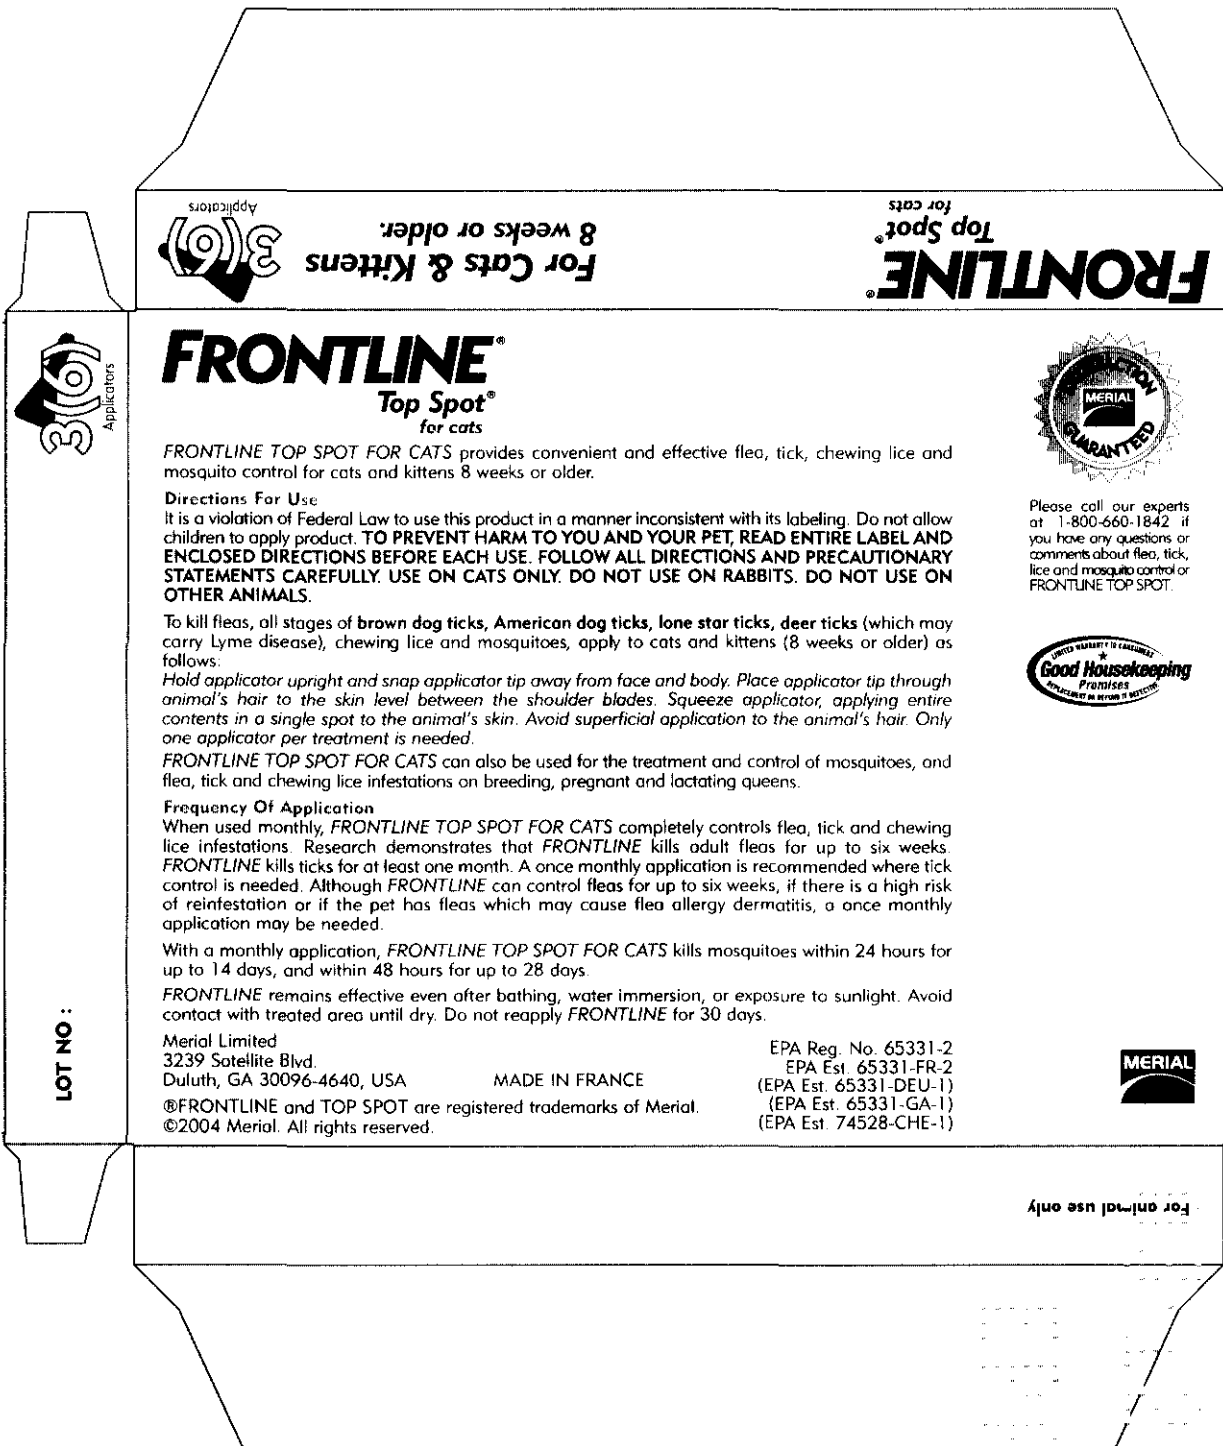 3(6)
Applicators
For Cats & Kittens
8 weeks or older.
FRONTLINE®
Top Spot®
for cats
3(6)
Applicators
LOT NO :
FRONTLINE®
Top Spot®
for cats
FRONTLINE TOP SPOT FOR CATS provides convenient and effective flea, tick, chewing lice and
mosquito control for cats and kittens 8 weeks or older.
Directions For Use
It is a violation of Federal Law to use this product in a manner inconsistent with its labeling. Do not allow
children to apply product. TO PREVENT HARM TO YOU AND YOUR PET, READ ENTIRE LABEL AND
ENCLOSED DIRECTIONS BEFORE EACH USE. FOLLOW ALL DIRECTIONS AND PRECAUTIONARY
STATEMENTS CAREFULLY. USE ON CATS ONLY. DO NOT USE ON RABBITS. DO NOT USE ON
OTHER ANIMALS.
To kill fleas, all stages of brown dog ticks, American dog ticks, lone star ticks, deer ticks (which may
carry Lyme disease), chewing lice and mosquitoes, apply to cats and kittens (8 weeks or older) as
follows:
Hold applicator upright and snap applicator tip away from face and body. Place applicator tip through
animal's hair to the skin level between the shoulder blades. Squeeze applicator, applying entire
contents in a single spot to the animal's skin. Avoid superficial application to the animal's hair. Only
one applicator per treatment is needed.
FRONTLINE TOP SPOT FOR CATS can also be used for the treatment and control of mosquitoes, and
flea, tick and chewing lice infestations on breeding, pregnant and lactating queens.
Frequency Of Application
When used monthly, FRONTLINE TOP SPOT FOR CATS completely controls flea, tick and chewing
lice infestations. Research demonstrates that FRONTLINE kills adult fleas for up to six weeks.
FRONTLINE kills ticks for at least one month. A once monthly application is recommended where tick
control is needed. Although FRONTLINE can control fleas for up to six weeks, if there is a high risk
of reinfestation or if the pet has fleas which may cause flea allergy dermatitis, a once monthly
application may be needed.
With a monthly application, FRONTLINE TOP SPOT FOR CATS kills mosquitoes within 24 hours for
up to 14 days, and within 48 hours for up to 28 days.
FRONTLINE remains effective even after bathing, water immersion, or exposure to sunlight. Avoid
contact with treated area until dry. Do not reapply FRONTLINE for 30 days.
Merial Limited
3239 Satellite Blvd.
Duluth, GA 30096-4640, USA
MADE IN FRANCE
®FRONTLINE and TOP SPOT are registered trademarks of Merial.
©2004 Merial. All rights reserved.
EPA Reg. No. 65331-2
EPA Est. 65331-FR-2
(EPA Est. 65331-DEU-1)
(EPA Est. 65331-GA-1)
(EPA Est. 74528-CHE-1)
SATISFACTION
MERIAL
GUARANTEED
Please call our experts
at 1-800-660-1842 if
you have any questions or
comments about flea, tick,
lice and mosquito control or
FRONTLINE TOP SPOT.
LIMITED WARRANTY TO CONSUMERS
Good Housekeeping
Promises
REPLACEMENT OR REFUND IF DEFECTIVE
MERIAL
For animal use only